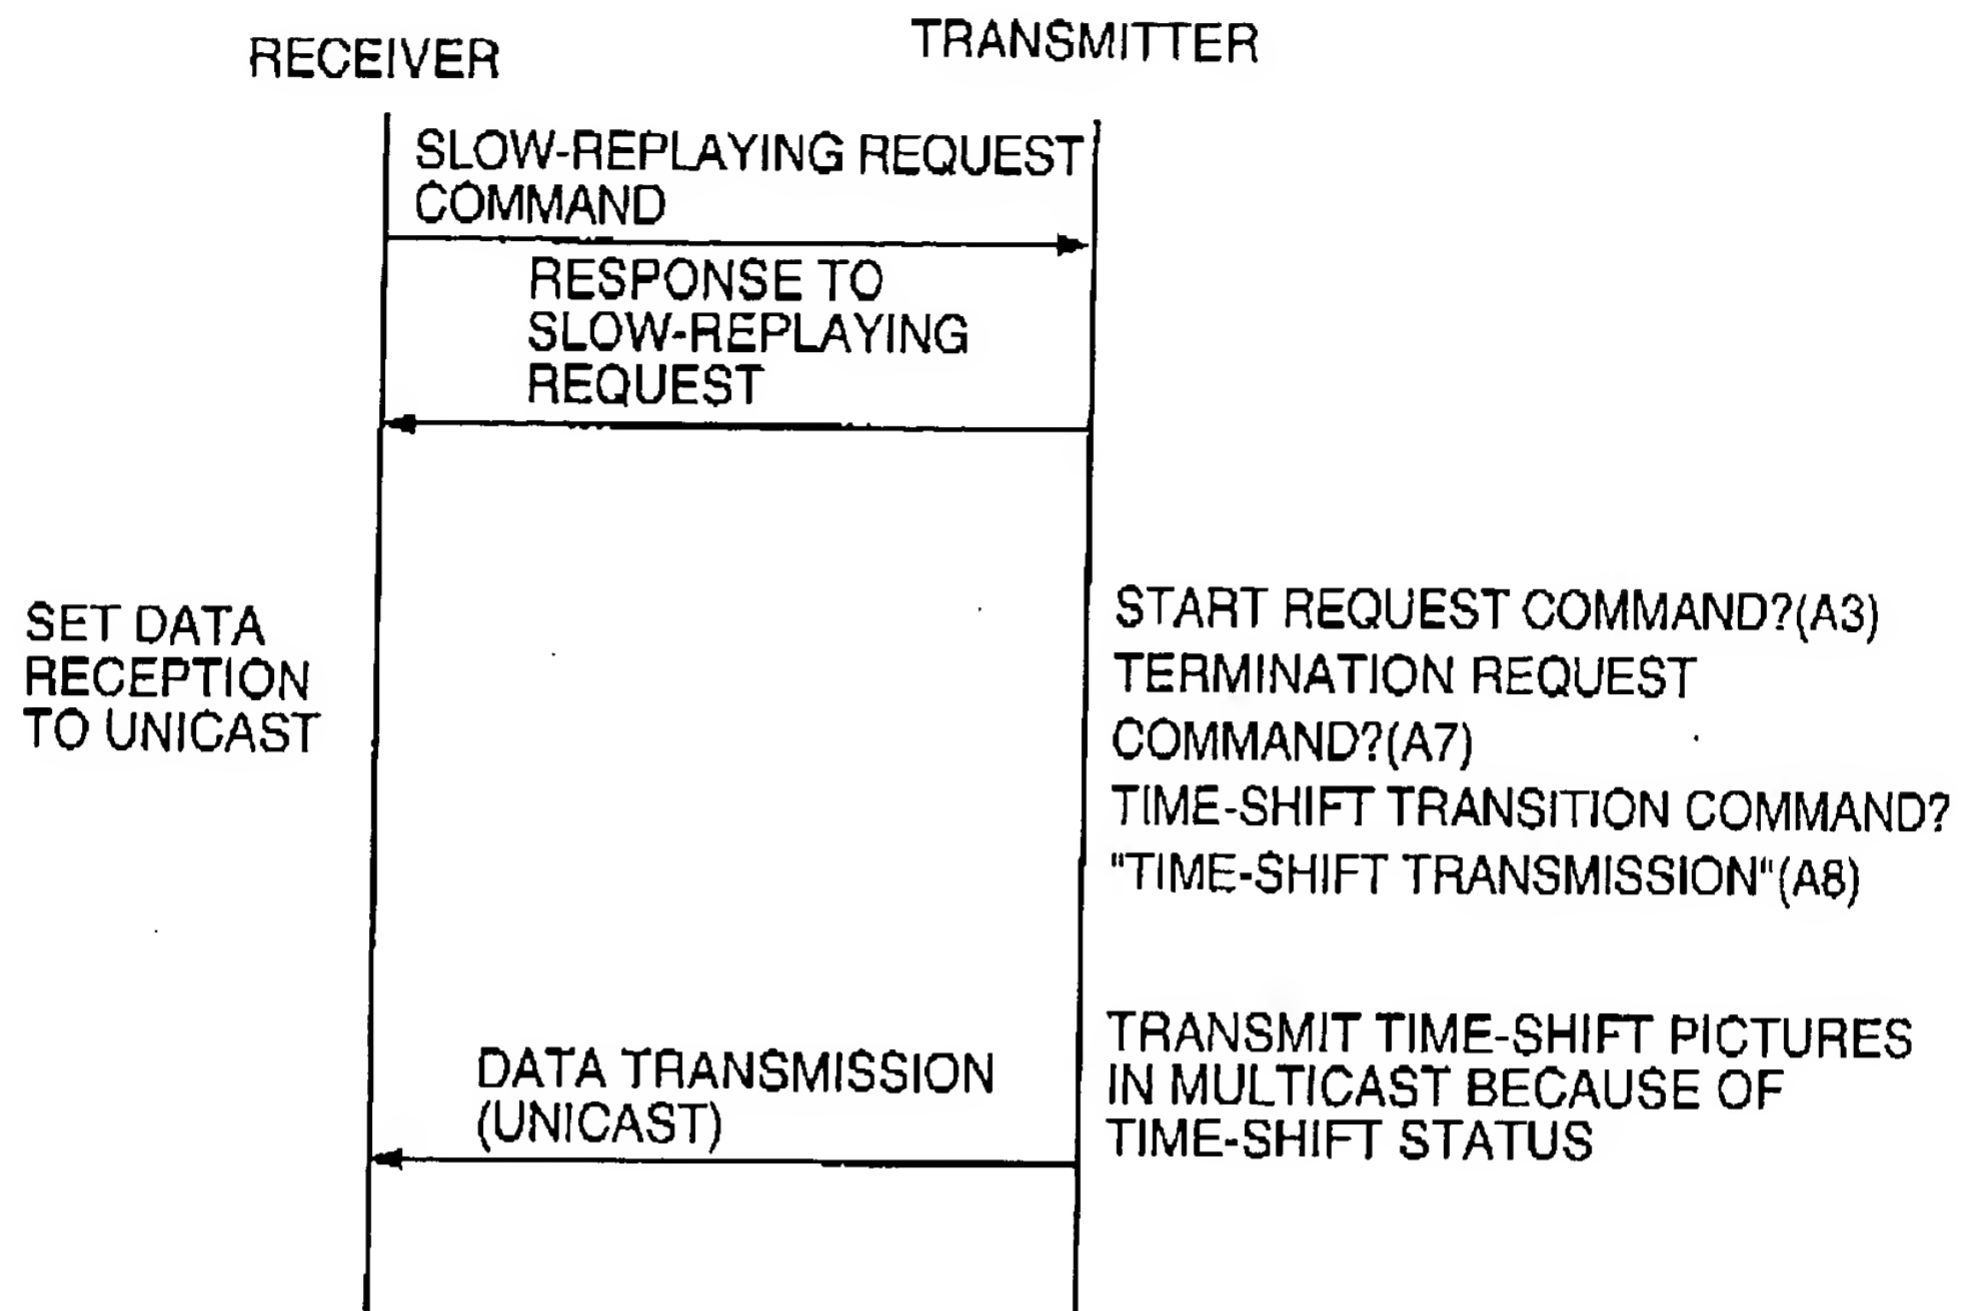 RECEIVER
TRANSMITTER
SLOW-REPLAYING REQUEST
COMMAND
RESPONSE TO
SLOW-REPLAYING
REQUEST
SET DATA
RECEPTION
TO UNICAST
START REQUEST COMMAND?(A3)
TERMINATION REQUEST
COMMAND?(A7)
TIME-SHIFT TRANSITION COMMAND?
"TIME-SHIFT TRANSMISSION"(A8)
TRANSMIT TIME-SHIFT PICTURES
IN MULTICAST BECAUSE OF
TIME-SHIFT STATUS
DATA TRANSMISSION
(UNICAST)